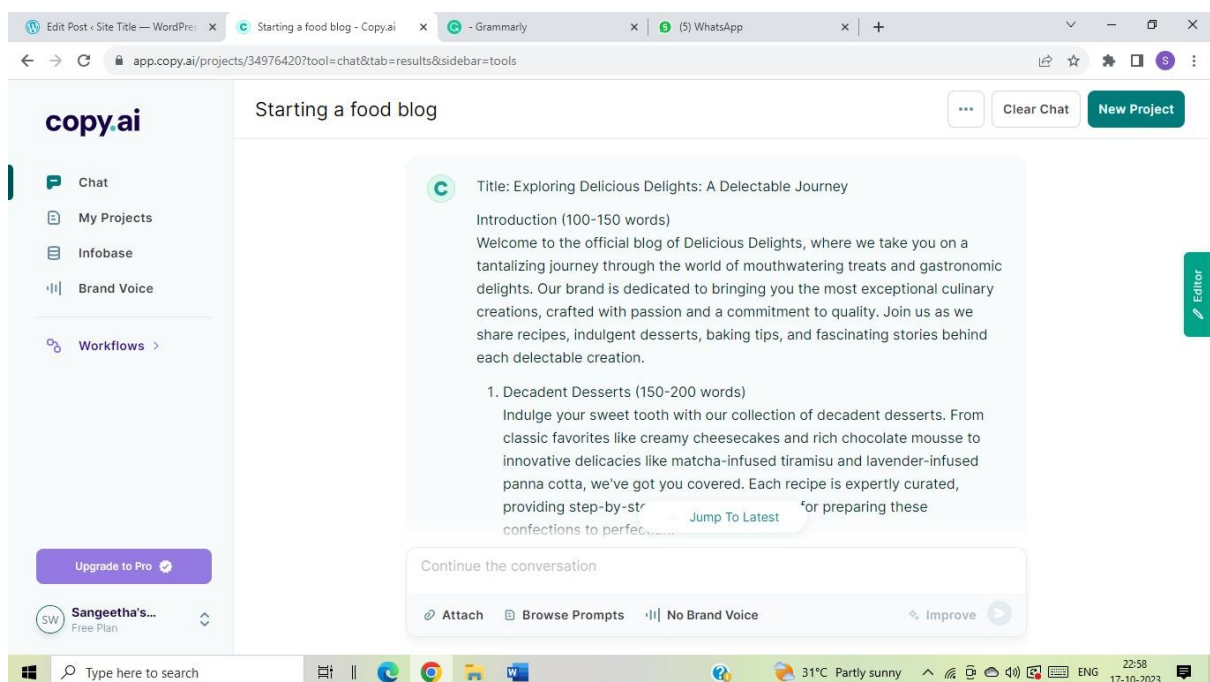 Edit Post ‹ Site Title — WordPres
Starting a food blog - Copy.ai
- Grammarly
(5) WhatsApp
app.copy.ai/projects/34976420?tool=chat&tab=results&sidebar=tools
S
copy.ai
Starting a food blog
Clear Chat
New Project
Chat
My Projects
Infobase
Brand Voice
Workflows >
C
Title: Exploring Delicious Delights: A Delectable Journey
Introduction (100-150 words)
Welcome to the official blog of Delicious Delights, where we take you on a
tantalizing journey through the world of mouthwatering treats and gastronomic
delights. Our brand is dedicated to bringing you the most exceptional culinary
creations, crafted with passion and a commitment to quality. Join us as we
share recipes, indulgent desserts, baking tips, and fascinating stories behind
each delectable creation.
1. Decadent Desserts (150-200 words)
Indulge your sweet tooth with our collection of decadent desserts. From
classic favorites like creamy cheesecakes and rich chocolate mousse to
innovative delicacies like matcha-infused tiramisu and lavender-infused
panna cotta, we've got you covered. Each recipe is expertly curated,
providing for preparing these
confections to
Jump To Latest
Editor
Continue the conversation
Attach
Browse Prompts
No Brand Voice
Improve
Upgrade to Pro
SW
Sangeetha's...
Free Plan
Type here to search
31°C Partly sunny
ENG
22:58
17-10-2023